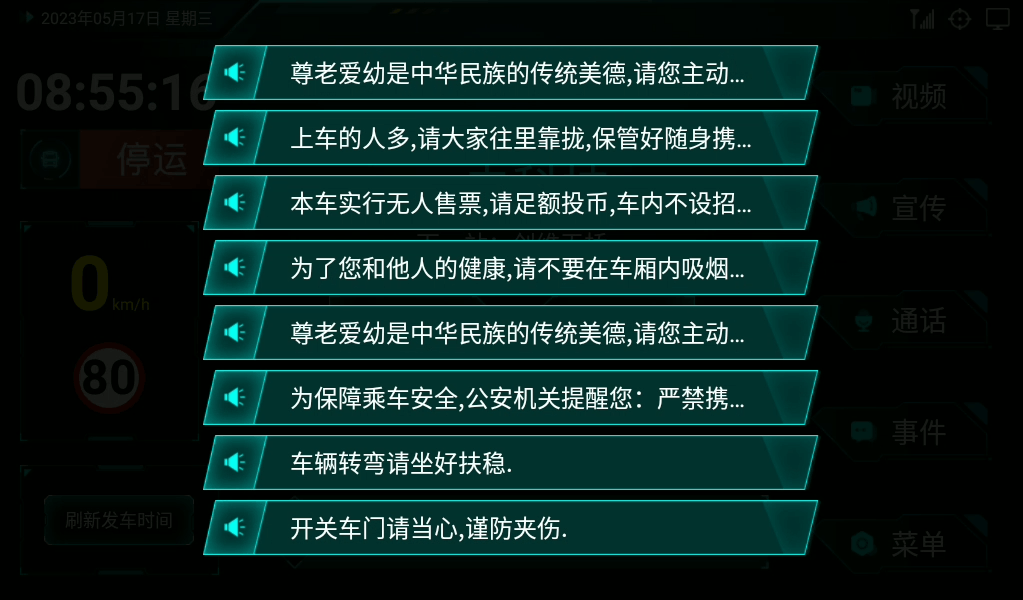 2023年05月17日 星期三
08:55:16
停运
0
km/h
80
刷新发车时间
尊老爱幼是中华民族的传统美德,请您主动...
上车的人多,请大家往里靠拢,保管好随身携...
本车实行无人售票,请足额投币,车内不设招...
为了您和他人的健康,请不要在车厢内吸烟...
尊老爱幼是中华民族的传统美德,请您主动...
为保障乘车安全,公安机关提醒您：严禁携...
车辆转弯请坐好扶稳.
开关车门请当心,谨防夹伤.
视频
宣传
通话
事件
菜单